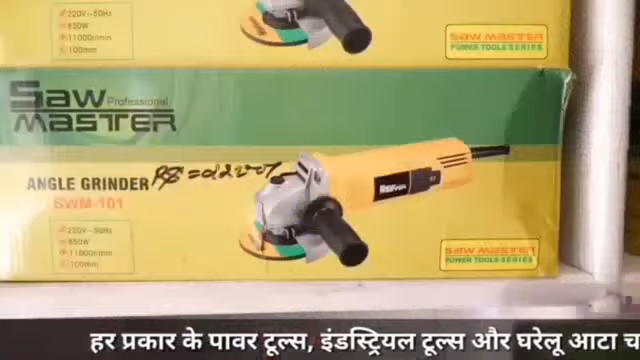 220V~50Hz
850W
11000r/min
100mm
SAW MASTER
POWER TOOLS SERIES
SAW Professional
MASTER
ANGLE GRINDER
SWM-101
220V~50Hz
850W
11000r/min
100mm
SAW MASTER
POWER TOOLS SERIES
हर प्रकार के पावर टूल्स, इंडस्ट्रियल टूल्स और घरेलू आटा च